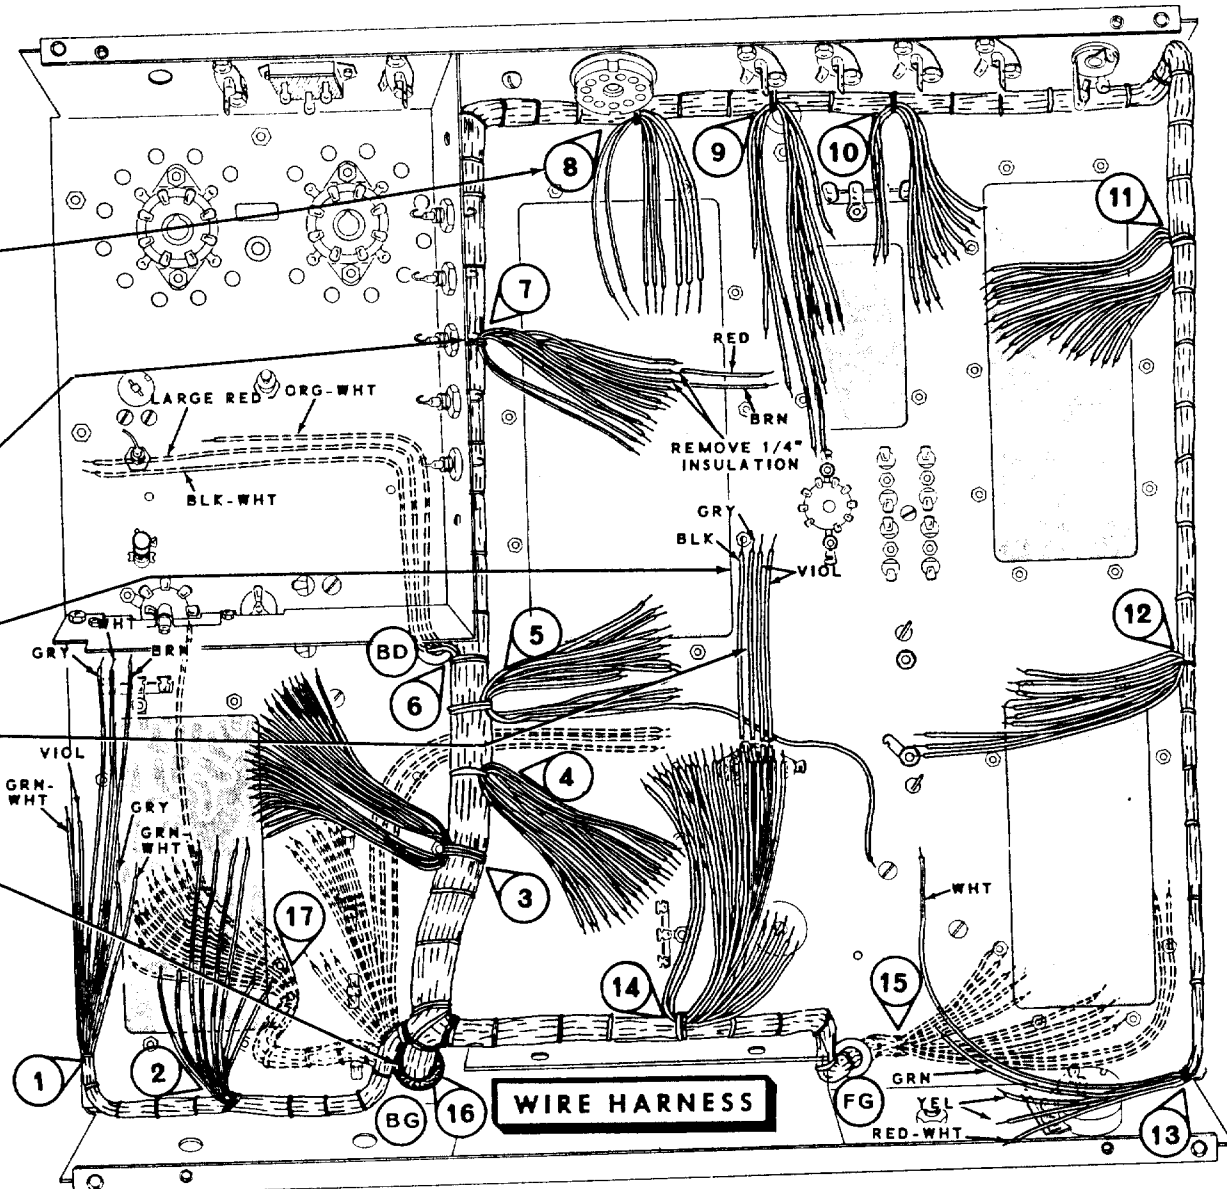 8
9
10
11
7
RED
BRN
REMOVE 1/4"
INSULATION
LARGE RED
ORG-WHT
BLK-WHT
GRY
BLK
VIOL
WHT
GRY
BRN
BD
5
6
12
VIOL
GRN-
WHT
GRY
GRN-
WHT
4
3
17
WHT
14
15
1
2
BG
16
WIRE HARNESS
FG
GRN
YEL
RED-WHT
13